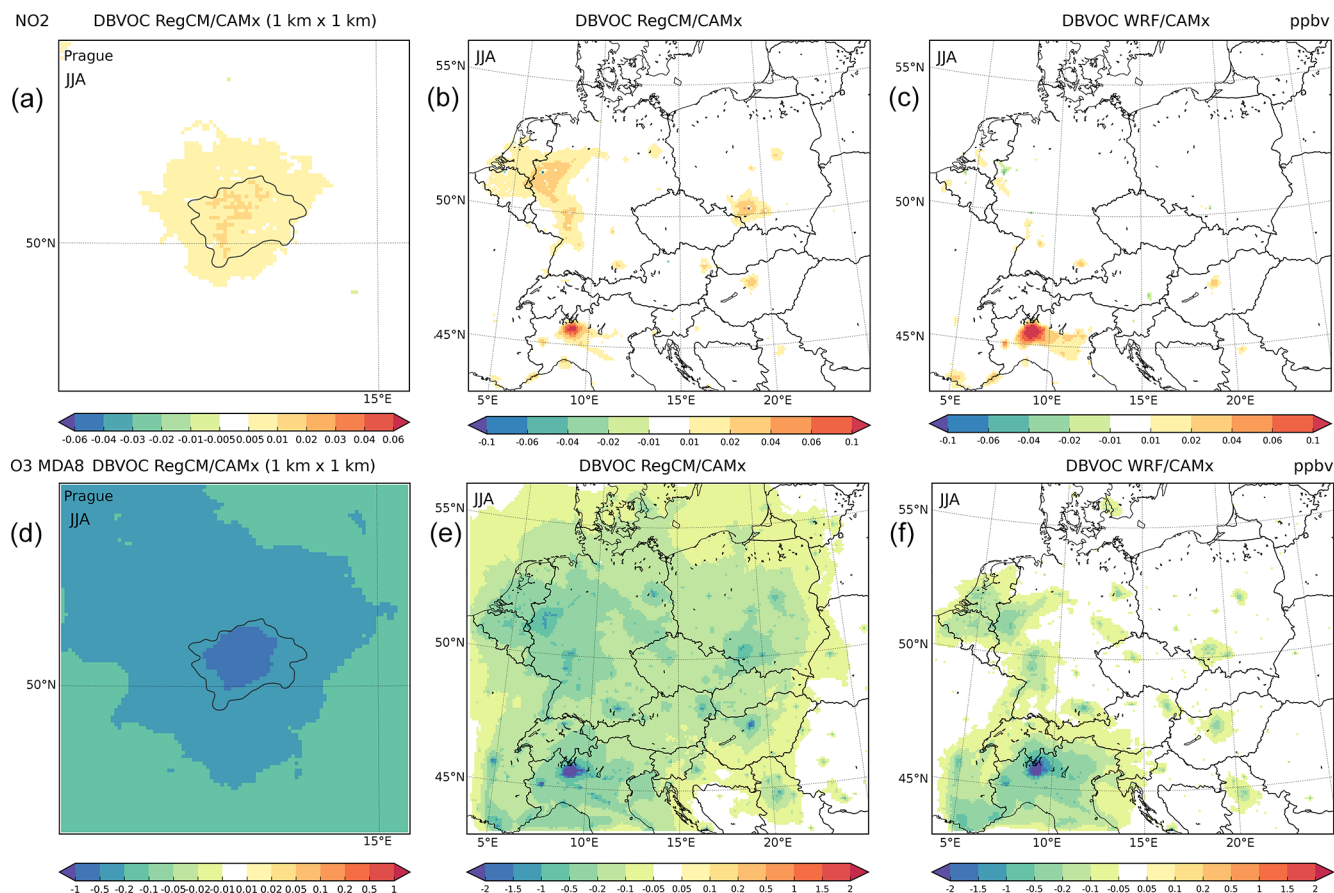 NO2 DBVOC RegCM/CAMx (1 km x 1 km) DBVOC RegCM/CAMx DBVOC WRF/CAMx ppbv
(a) Prague
JJA
50°N
15°E
-0.06 -0.04 -0.03 -0.02 -0.01 -0.005 0.005 0.01 0.02 0.03 0.04 0.06
(b) JJA
55°N
50°N
45°N
5°E 10°E 15°E 20°E
-0.1 -0.06 -0.04 -0.02 -0.01 0.01 0.02 0.04 0.06 0.1
(c) JJA
55°N
50°N
45°N
5°E 10°E 15°E 20°E
-0.1 -0.06 -0.04 -0.02 -0.01 0.01 0.02 0.04 0.06 0.1
O3 MDA8 DBVOC RegCM/CAMx (1 km x 1 km) DBVOC RegCM/CAMx DBVOC WRF/CAMx ppbv
(d) Prague
JJA
50°N
15°E
-1 -0.5 -0.2 -0.1 -0.05 -0.02 -0.01 0.01 0.02 0.05 0.1 0.2 0.5 1
(e) JJA
55°N
50°N
45°N
5°E 10°E 15°E 20°E
-2 -1.5 -1 -0.5 -0.1 -0.05 0.05 0.1 0.5 1 1.5 2
(f) JJA
55°N
50°N
45°N
5°E 10°E 15°E 20°E
-2 -1.5 -1 -0.5 -0.1 -0.05 0.05 0.1 0.5 1 1.5 2